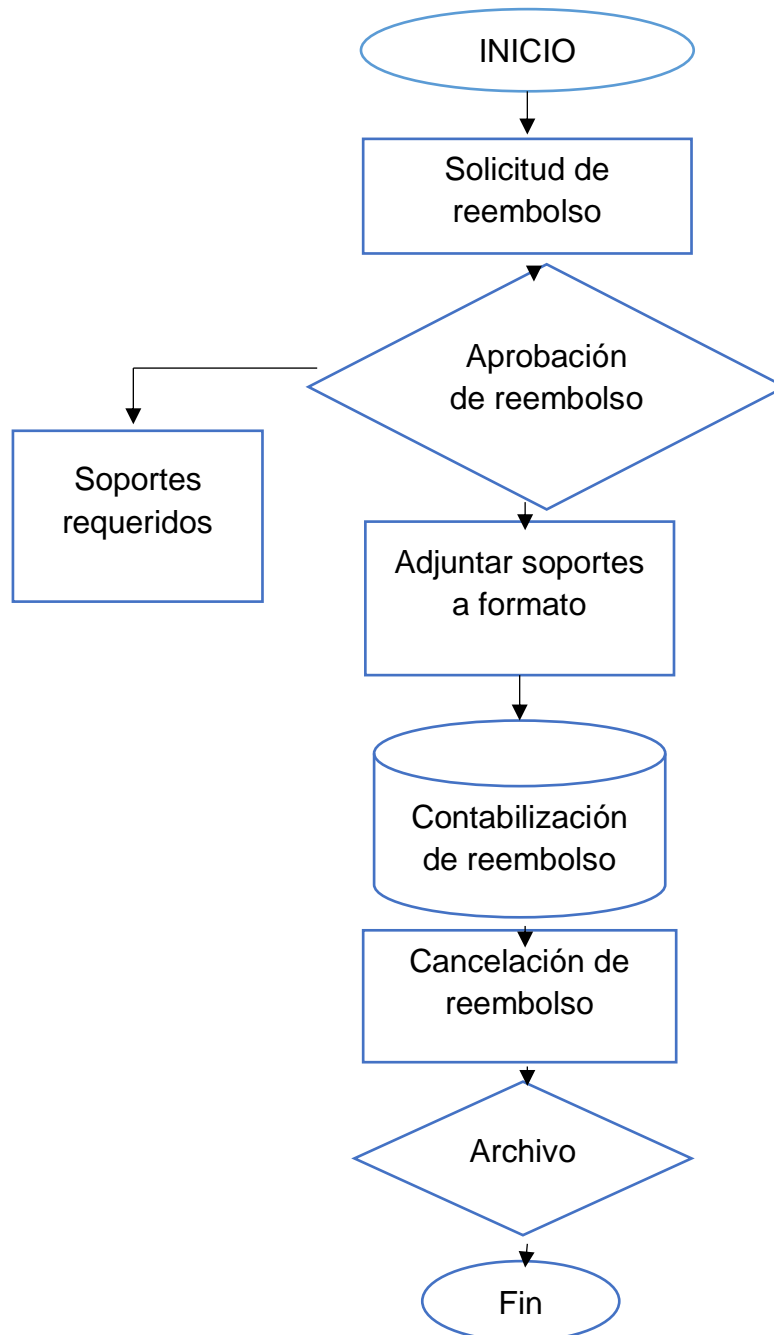 INICIO
Solicitud de
reembolso
Aprobación
de reembolso
Soportes
requeridos
Adjuntar soportes
a formato
Contabilización
de reembolso
Cancelación de
reembolso
Archivo
Fin